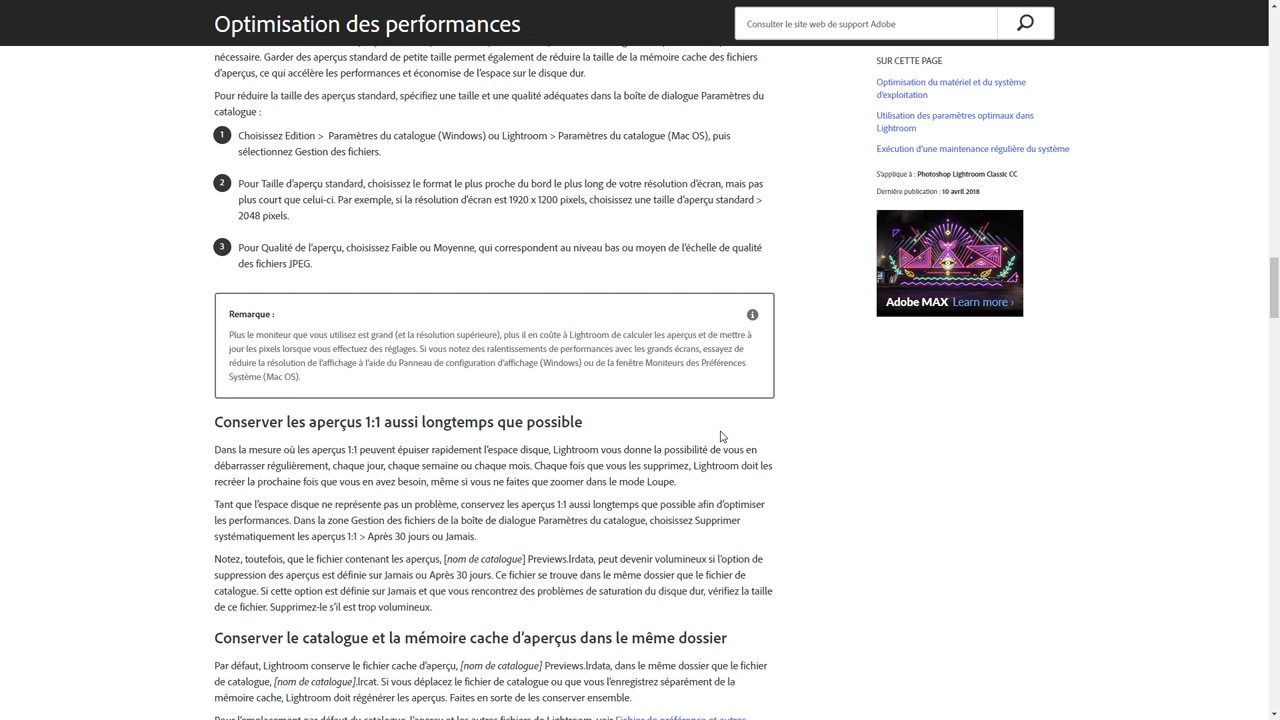 Optimisation des performances
Consulter le site web de support Adobe
nécessaire. Garder des aperçus standard de petite taille permet également de réduire la taille de la mémoire cache des fichiers
d'aperçus, ce qui accélère les performances et économise de l'espace sur le disque dur.
Pour réduire la taille des aperçus standard, spécifiez une taille et une qualité adéquates dans la boîte de dialogue Paramètres du
catalogue :
1 Choisissez Edition > Paramètres du catalogue (Windows) ou Lightroom > Paramètres du catalogue (Mac OS), puis
sélectionnez Gestion des fichiers.
2 Pour Taille d'aperçu standard, choisissez le format le plus proche du bord le plus long de votre résolution d'écran, mais pas
plus court que celui-ci. Par exemple, si la résolution d'écran est 1920 x 1200 pixels, choisissez une taille d'aperçu standard >
2048 pixels.
3 Pour Qualité de l'aperçu, choisissez Faible ou Moyenne, qui correspondent au niveau bas ou moyen de l'échelle de qualité
des fichiers JPEG.
Remarque :
Plus le moniteur que vous utilisez est grand (et la résolution supérieure), plus il en coûte à Lightroom de calculer les aperçus et de mettre à
jour les pixels lorsque vous effectuez des réglages. Si vous notez des ralentissements de performances avec les grands écrans, essayez de
réduire la résolution de l'affichage à l'aide du Panneau de configuration d'affichage (Windows) ou de la fenêtre Moniteurs des Préférences
Système (Mac OS).
Conserver les aperçus 1:1 aussi longtemps que possible
Dans la mesure où les aperçus 1:1 peuvent épuiser rapidement l'espace disque, Lightroom vous donne la possibilité de vous en
débarrasser régulièrement, chaque jour, chaque semaine ou chaque mois. Chaque fois que vous les supprimez, Lightroom doit les
recréer la prochaine fois que vous en avez besoin, même si vous ne faites que zoomer dans le mode Loupe.
Tant que l'espace disque ne représente pas un problème, conservez les aperçus 1:1 aussi longtemps que possible afin d'optimiser
les performances. Dans la zone Gestion des fichiers de la boîte de dialogue Paramètres du catalogue, choisissez Supprimer
systématiquement les aperçus 1:1 > Après 30 jours ou Jamais.
Notez, toutefois, que le fichier contenant les aperçus, [nom de catalogue] Previews.lrdata, peut devenir volumineux si l'option de
suppression des aperçus est définie sur Jamais ou Après 30 jours. Ce fichier se trouve dans le même dossier que le fichier de
catalogue. Si cette option est définie sur Jamais et que vous rencontrez des problèmes de saturation du disque dur, vérifiez la taille
de ce fichier. Supprimez-le s'il est trop volumineux.
Conserver le catalogue et la mémoire cache d'aperçus dans le même dossier
Par défaut, Lightroom conserve le fichier cache d'aperçu, [nom de catalogue] Previews.lrdata, dans le même dossier que le fichier
de catalogue, [nom de catalogue].lrcat. Si vous déplacez le fichier de catalogue ou que vous l'enregistrez séparément de la
mémoire cache, Lightroom doit régénérer les aperçus. Faites en sorte de les conserver ensemble.
Pour l'emplacement par défaut du catalogue, l'aperçu et les autres fichiers de Lightroom, voir Fichier de préférence et autres
SUR CETTE PAGE
Optimisation du matériel et du système
d'exploitation
Utilisation des paramètres optimaux dans
Lightroom
Exécution d'une maintenance régulière du système
S'applique à : Photoshop Lightroom Classic CC
Dernière publication : 10 avril 2018
Adobe MAX Learn more ›